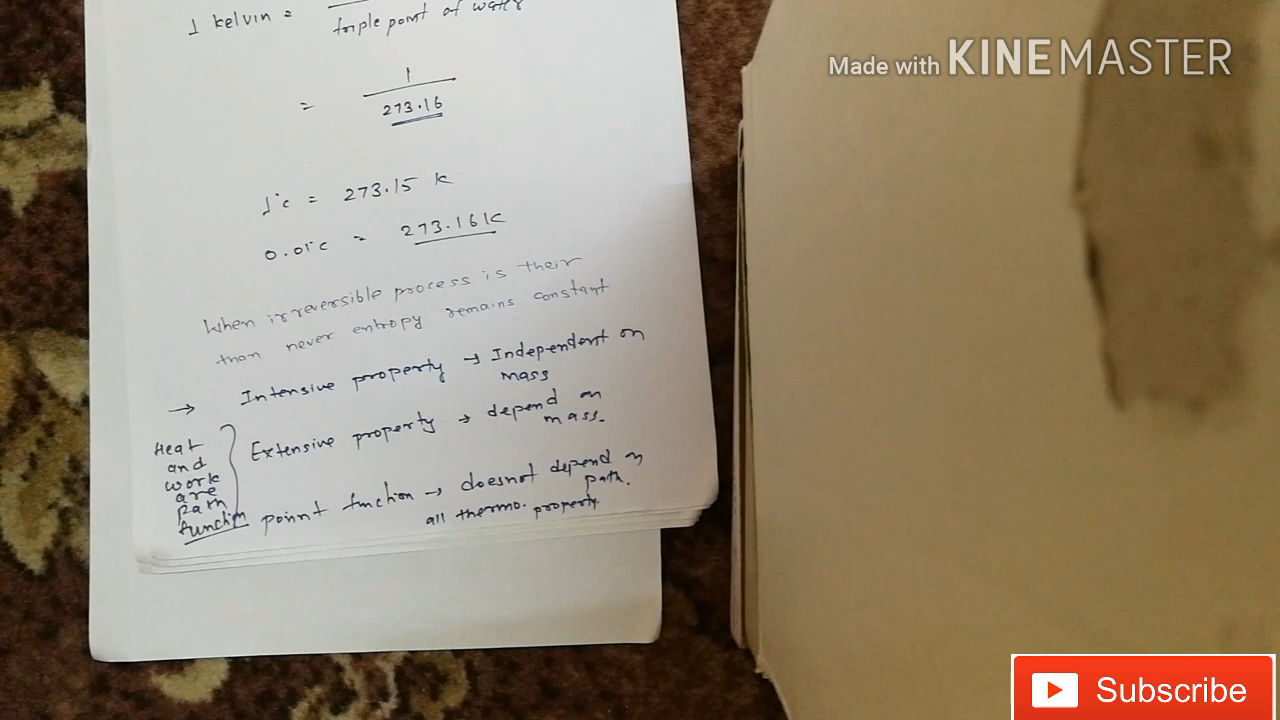 1 kelvin =
triple point of water
= 1
273.16
1°c = 273.15 k
0.01°c = 273.16 k
When irreversible process is their
than never entropy remains constant
→ Intensive property → Independent on
mass
Extensive property → depend on
mass.
Heat
and
work
are
path
function
poinnt function → doesnot depend on
path.
all thermo. property.
Made with KINEMASTER
Subscribe